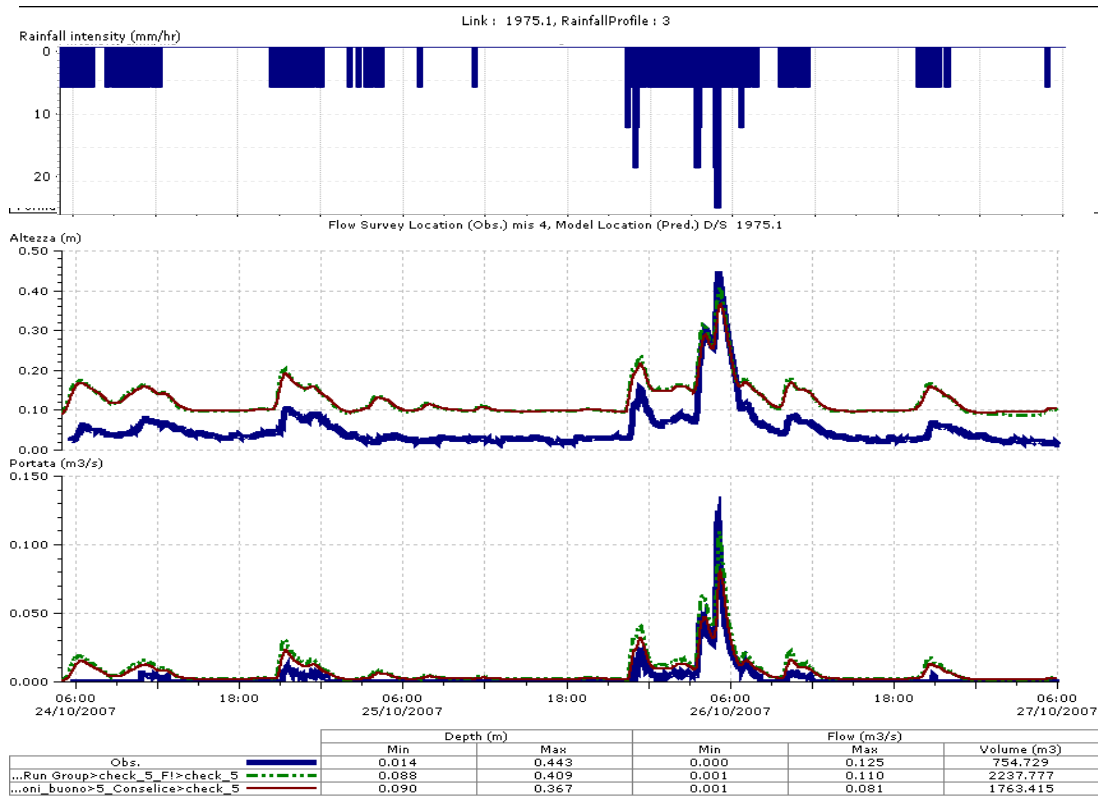 Link : 1975.1, RainfallProfile : 3
Rainfall intensity (mm/hr)
0
10
20
Flow Survey Location (Obs.) mis 4, Model Location (Pred.) D/S 1975.1
Altezza (m)
0.50
0.40
0.30
0.20
0.10
0.00
Portata (m3/s)
0.150
0.100
0.050
0.000
06:00 18:00 06:00 18:00 06:00 18:00 06:00
24/10/2007 25/10/2007 26/10/2007 27/10/2007
Depth (m) Flow (m3/s)
Min Max Min Max Volume (m3)
Obs. 0.014 0.443 0.000 0.125 754.729
...Run Group>check_5_F!>check_5 0.088 0.409 0.001 0.110 2237.777
...oni_buono>5_Conselice>check_5 0.090 0.367 0.001 0.081 1763.415